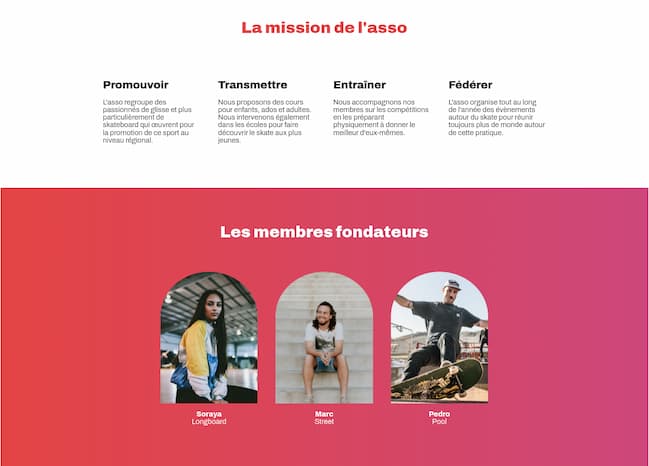 La mission de l'asso
Promouvoir
L'asso regroupe des
passionnés de glisse et plus
particulièrement de
skateboard qui œuvrent pour
la promotion de ce sport au
niveau régional.
Transmettre
Nous proposons des cours
pour enfants, ados et adultes.
Nous intervenons également
dans les écoles pour faire
découvrir le skate aux plus
jeunes.
Entraîner
Nous accompagnons nos
membres sur les compétitions
en les préparant
physiquement à donner le
meilleur d'eux-mêmes.
Fédérer
L'asso organise tout au long
de l'année des évènements
autour du skate pour réunir
toujours plus de monde autour
de cette pratique.
Les membres fondateurs
Soraya
Longboard
Marc
Street
Pedro
Pool